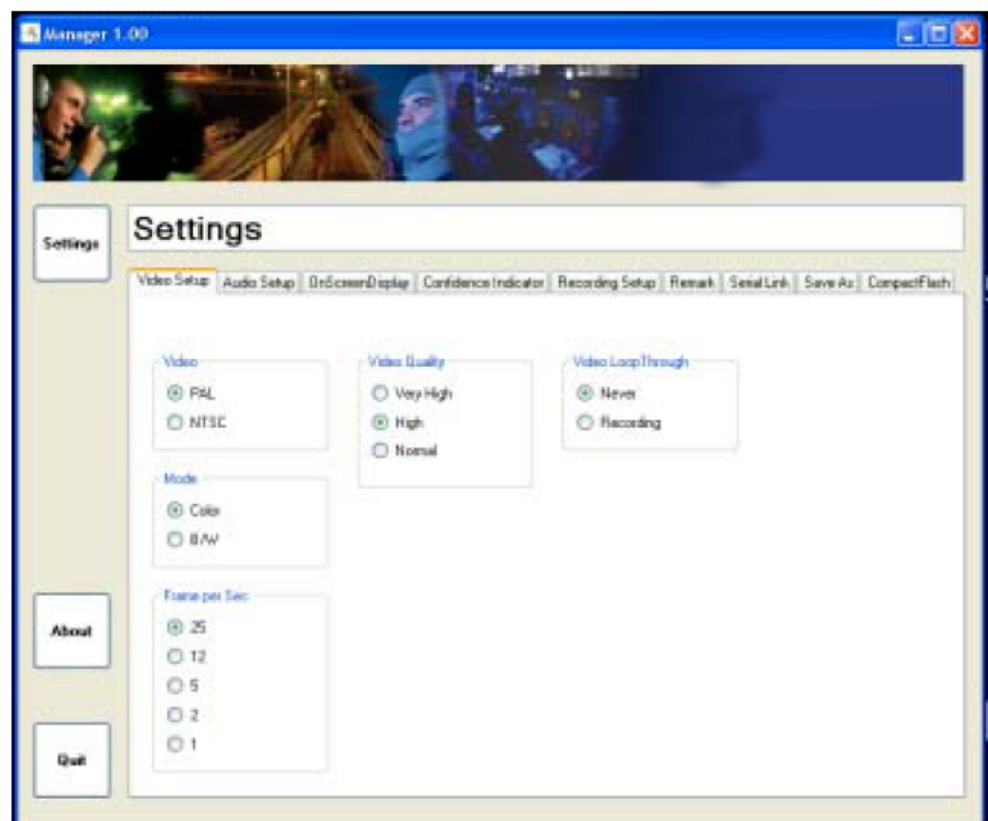 Manager 1.00
Settings
Settings
Video Setup Audio Setup OnScreenDisplay Confidence Indicator Recording Setup Remark Serial Link Save As CompactFlash
Video Video Quality Video LoopThrough
PAL Very High Never
NTSC High Recording
Normal
Mode
Color
B/W
Frame per Sec
25
About
12
5
2
1
Quit